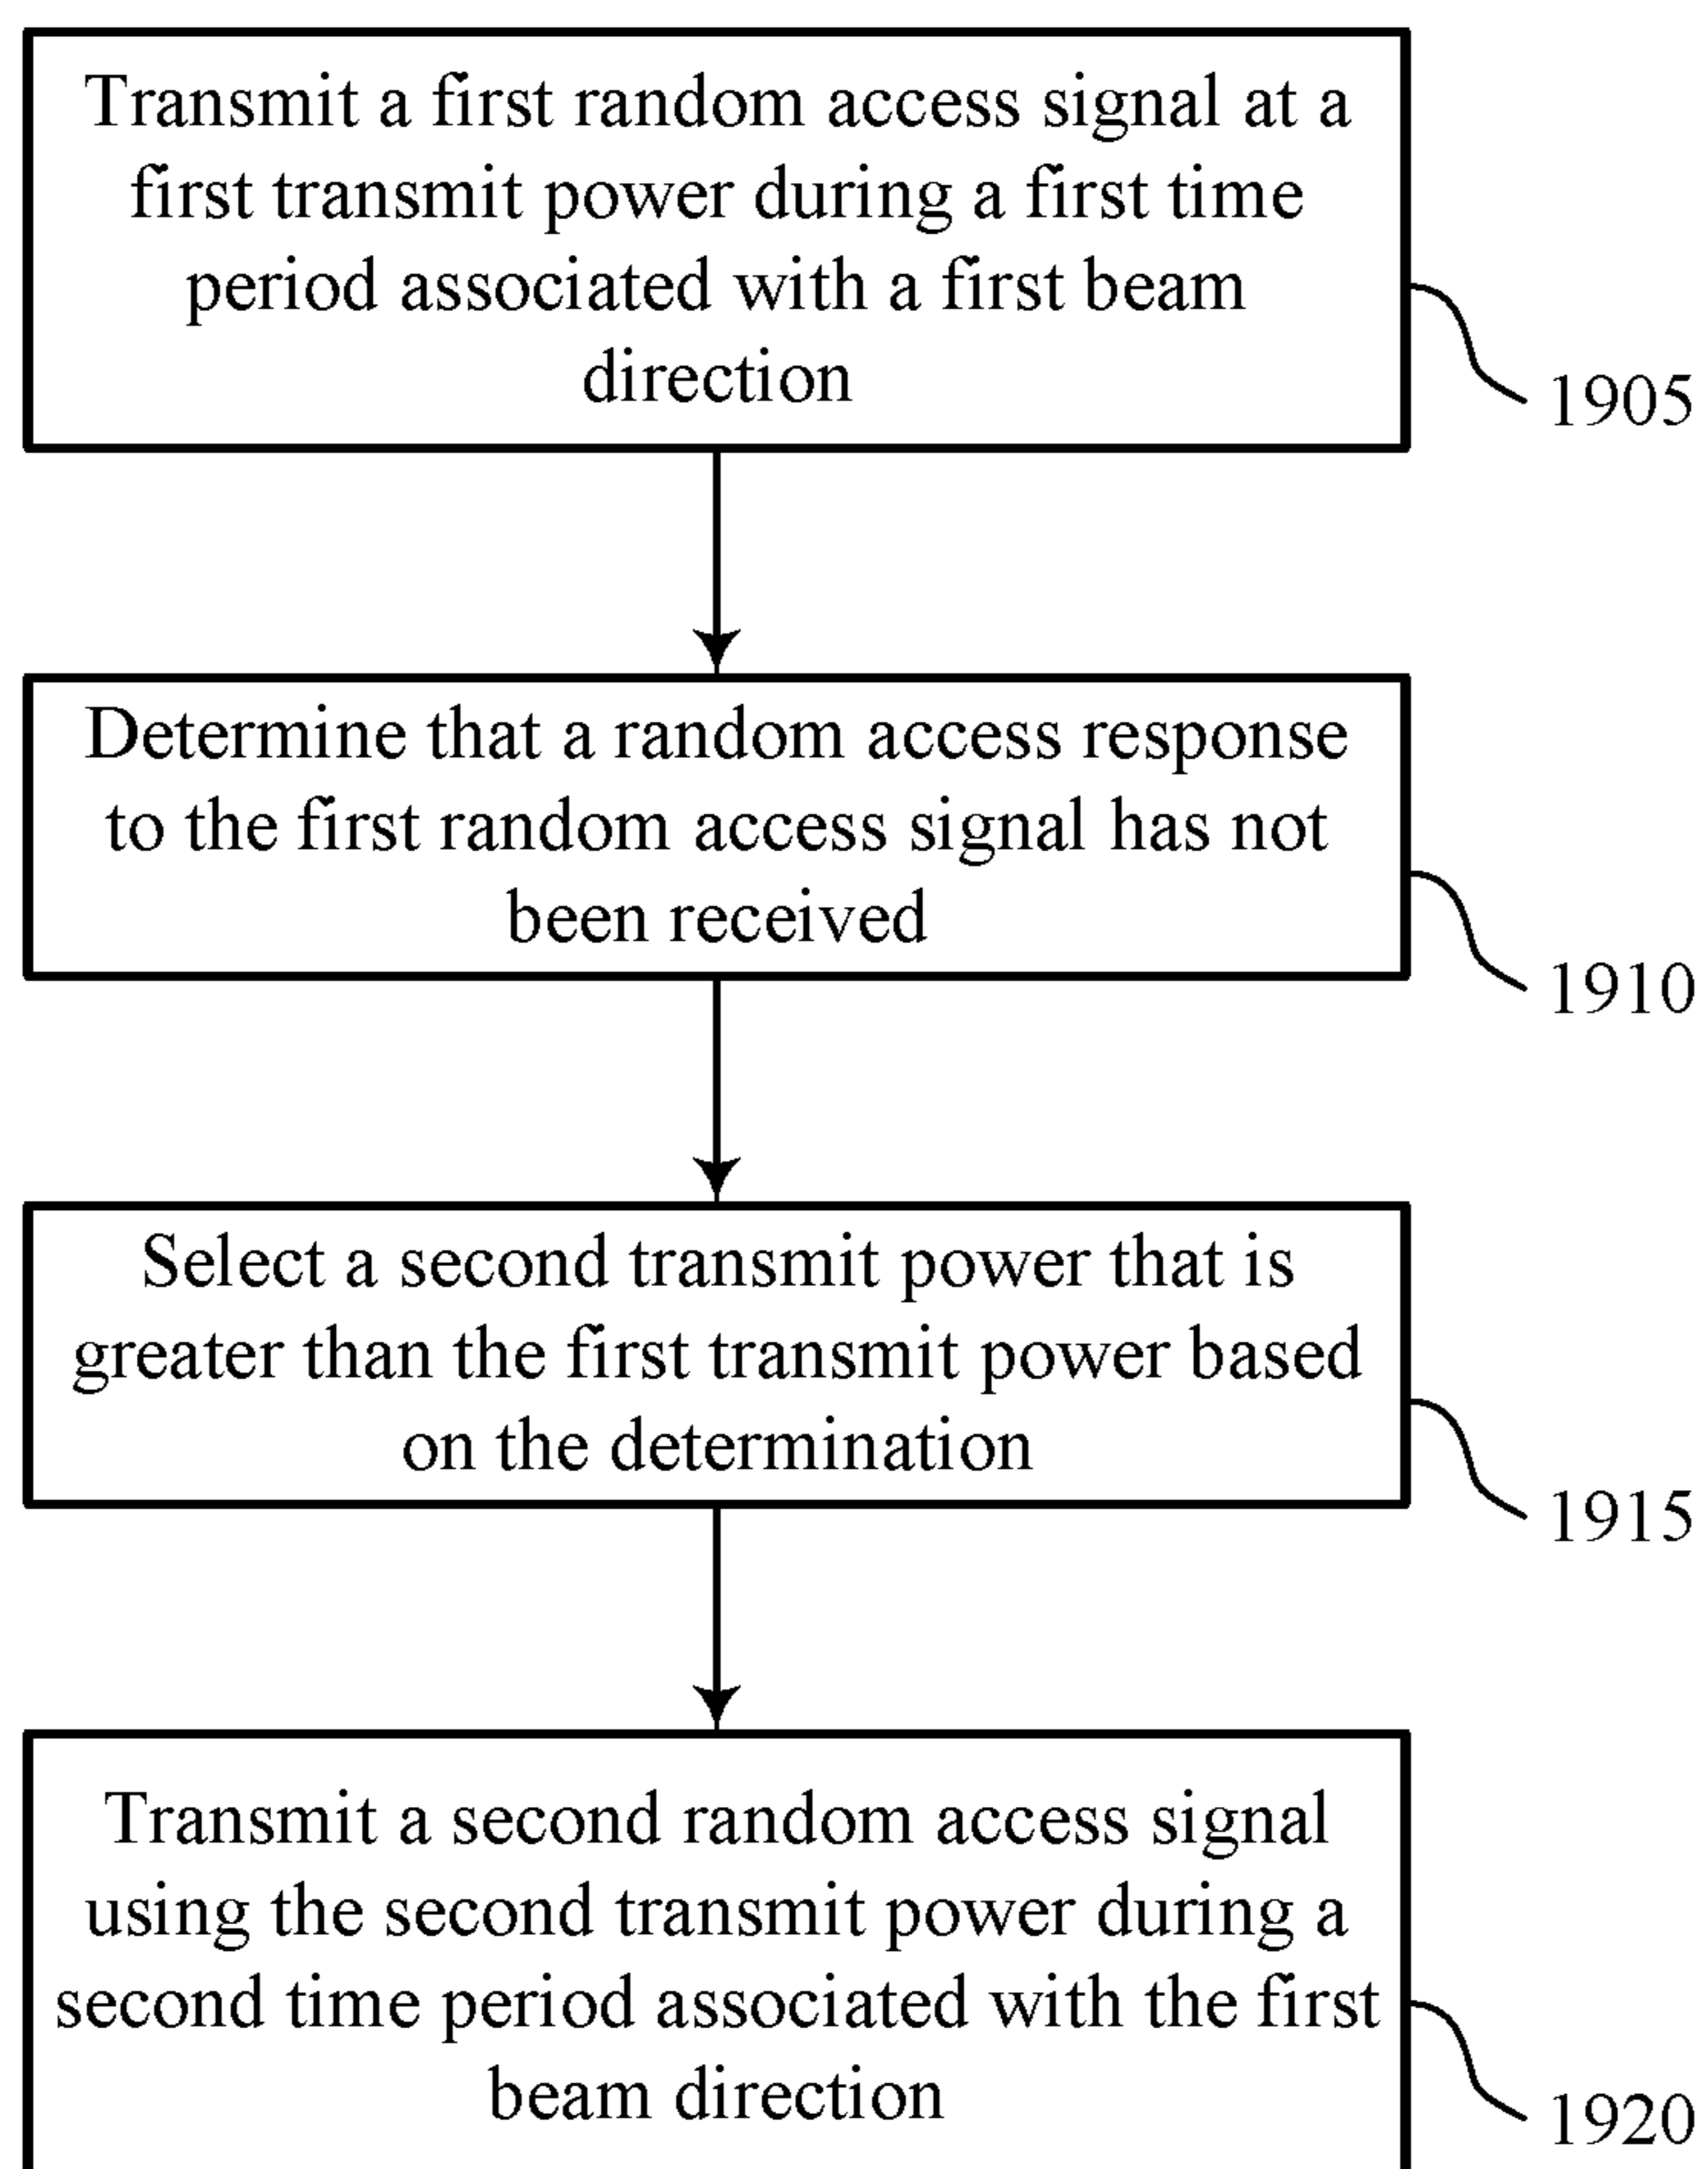 Transmit a first random access signal at a
first transmit power during a first time
period associated with a first beam
direction
1905
Determine that a random access response
to the first random access signal has not
been received
1910
Select a second transmit power that is
greater than the first transmit power based
on the determination
1915
Transmit a second random access signal
using the second transmit power during a
second time period associated with the first
beam direction
1920